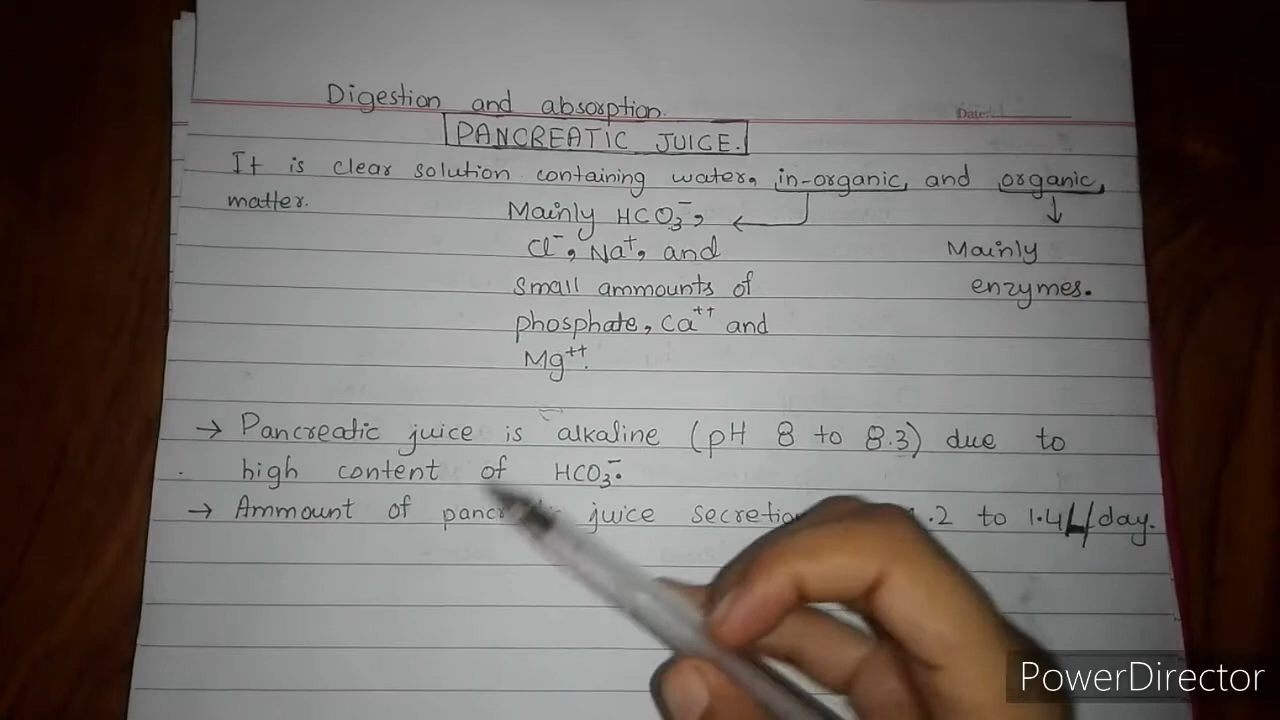 Digestion and absorption.
Date:
PANCREATIC JUICE.
It is clear solution containing water, in-organic, and organic,
matter.
Mainly HCO₃⁻,
Cl⁻, Na⁺, and
small ammounts of
phosphate, Ca⁺⁺ and
Mg⁺⁺.
Mainly
enzymes.
→ Pancreatic juice is alkaline (pH 8 to 8.3) due to
high content of HCO₃⁻.
→ Ammount of juice .2 to 1.4L/day.
PowerDirector